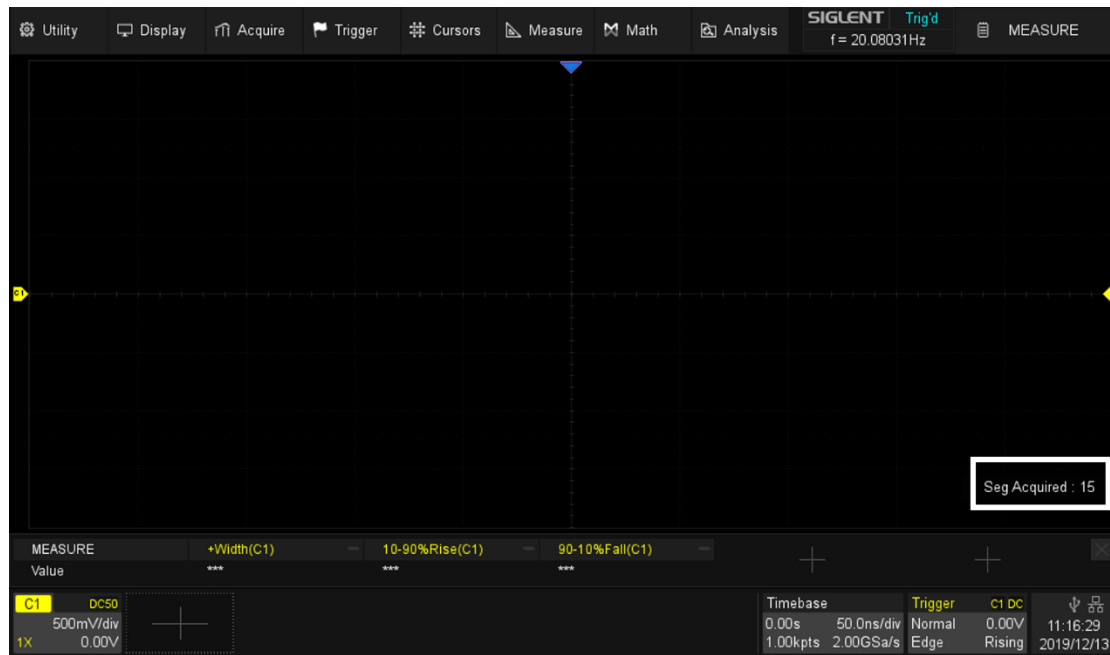 Utility Display Acquire Trigger Cursors Measure Math Analysis SIGLENT Trig'd MEASURE
f = 20.08031Hz
C1
Seg Acquired : 15
MEASURE +Width(C1) 10-90%Rise(C1) 90-10%Fall(C1)
Value *** *** ***
C1 DC50 Timebase Trigger C1 DC
500mV/div 0.00s 50.0ns/div Normal 0.00V 11:16:29
1X 0.00V 1.00kpts 2.00GSa/s Edge Rising 2019/12/13